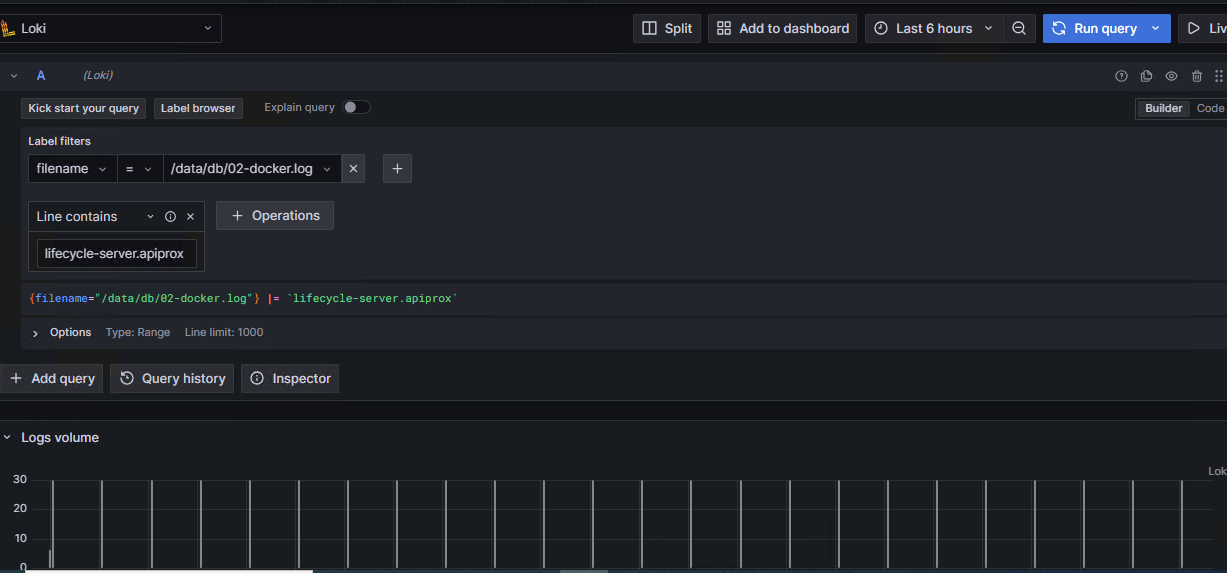 Loki
Split
Add to dashboard
Last 6 hours
Run query
Liv
A
(Loki)
Kick start your query
Label browser
Explain query
Builder
Code
Label filters
filename
=
/data/db/02-docker.log
Line contains
Operations
lifecycle-server.apiprox
{filename="/data/db/02-docker.log"} |= `lifecycle-server.apiprox`
Options
Type: Range
Line limit: 1000
Add query
Query history
Inspector
Logs volume
Lok
30
20
10
0